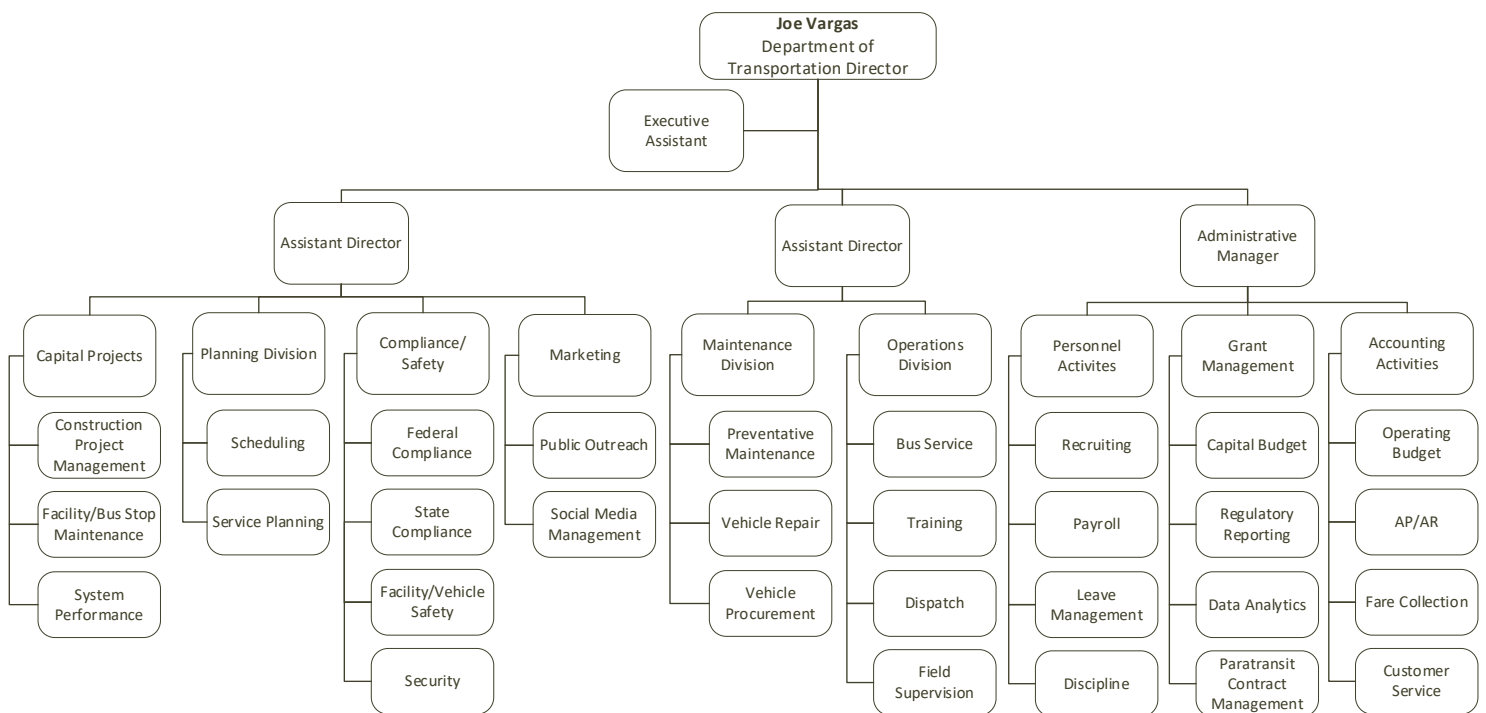 Joe Vargas
Department of
Transportation Director
Executive
Assistant
Assistant Director
Assistant Director
Administrative
Manager
Capital Projects
Planning Division
Compliance/
Safety
Marketing
Maintenance
Division
Operations
Division
Personnel
Activites
Grant
Management
Accounting
Activities
Construction
Project
Management
Scheduling
Federal
Compliance
Public Outreach
Preventative
Maintenance
Bus Service
Recruiting
Capital Budget
Operating
Budget
Facility/Bus Stop
Maintenance
Service Planning
State
Compliance
Social Media
Management
Vehicle Repair
Training
Payroll
Regulatory
Reporting
AP/AR
System
Performance
Facility/Vehicle
Safety
Vehicle
Procurement
Dispatch
Leave
Management
Data Analytics
Fare Collection
Security
Field
Supervision
Discipline
Paratransit
Contract
Management
Customer
Service